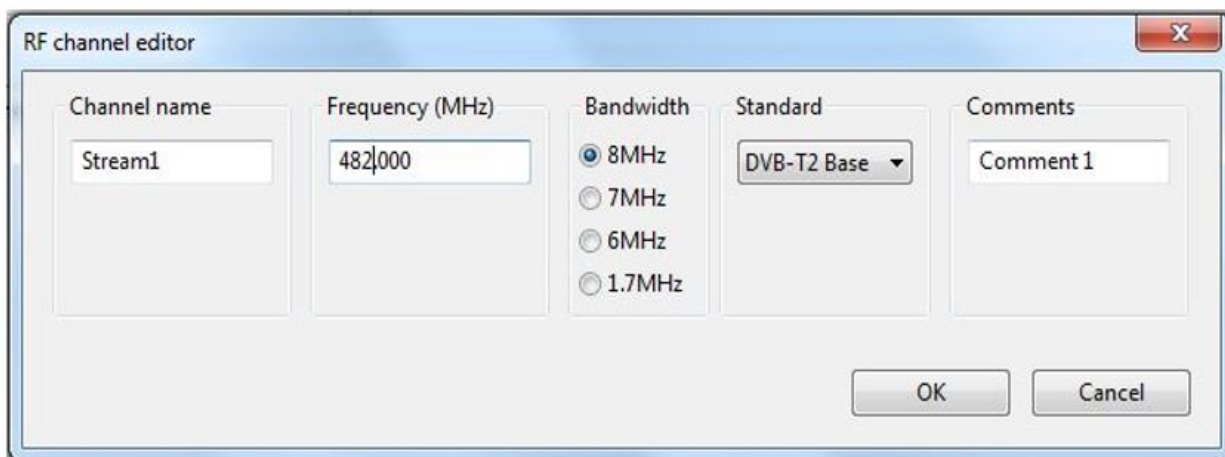 RF channel editor
Channel name
Stream1
Frequency (MHz)
482,000
Bandwidth
8MHz
7MHz
6MHz
1.7MHz
Standard
DVB-T2 Base
Comments
Comment 1
OK
Cancel